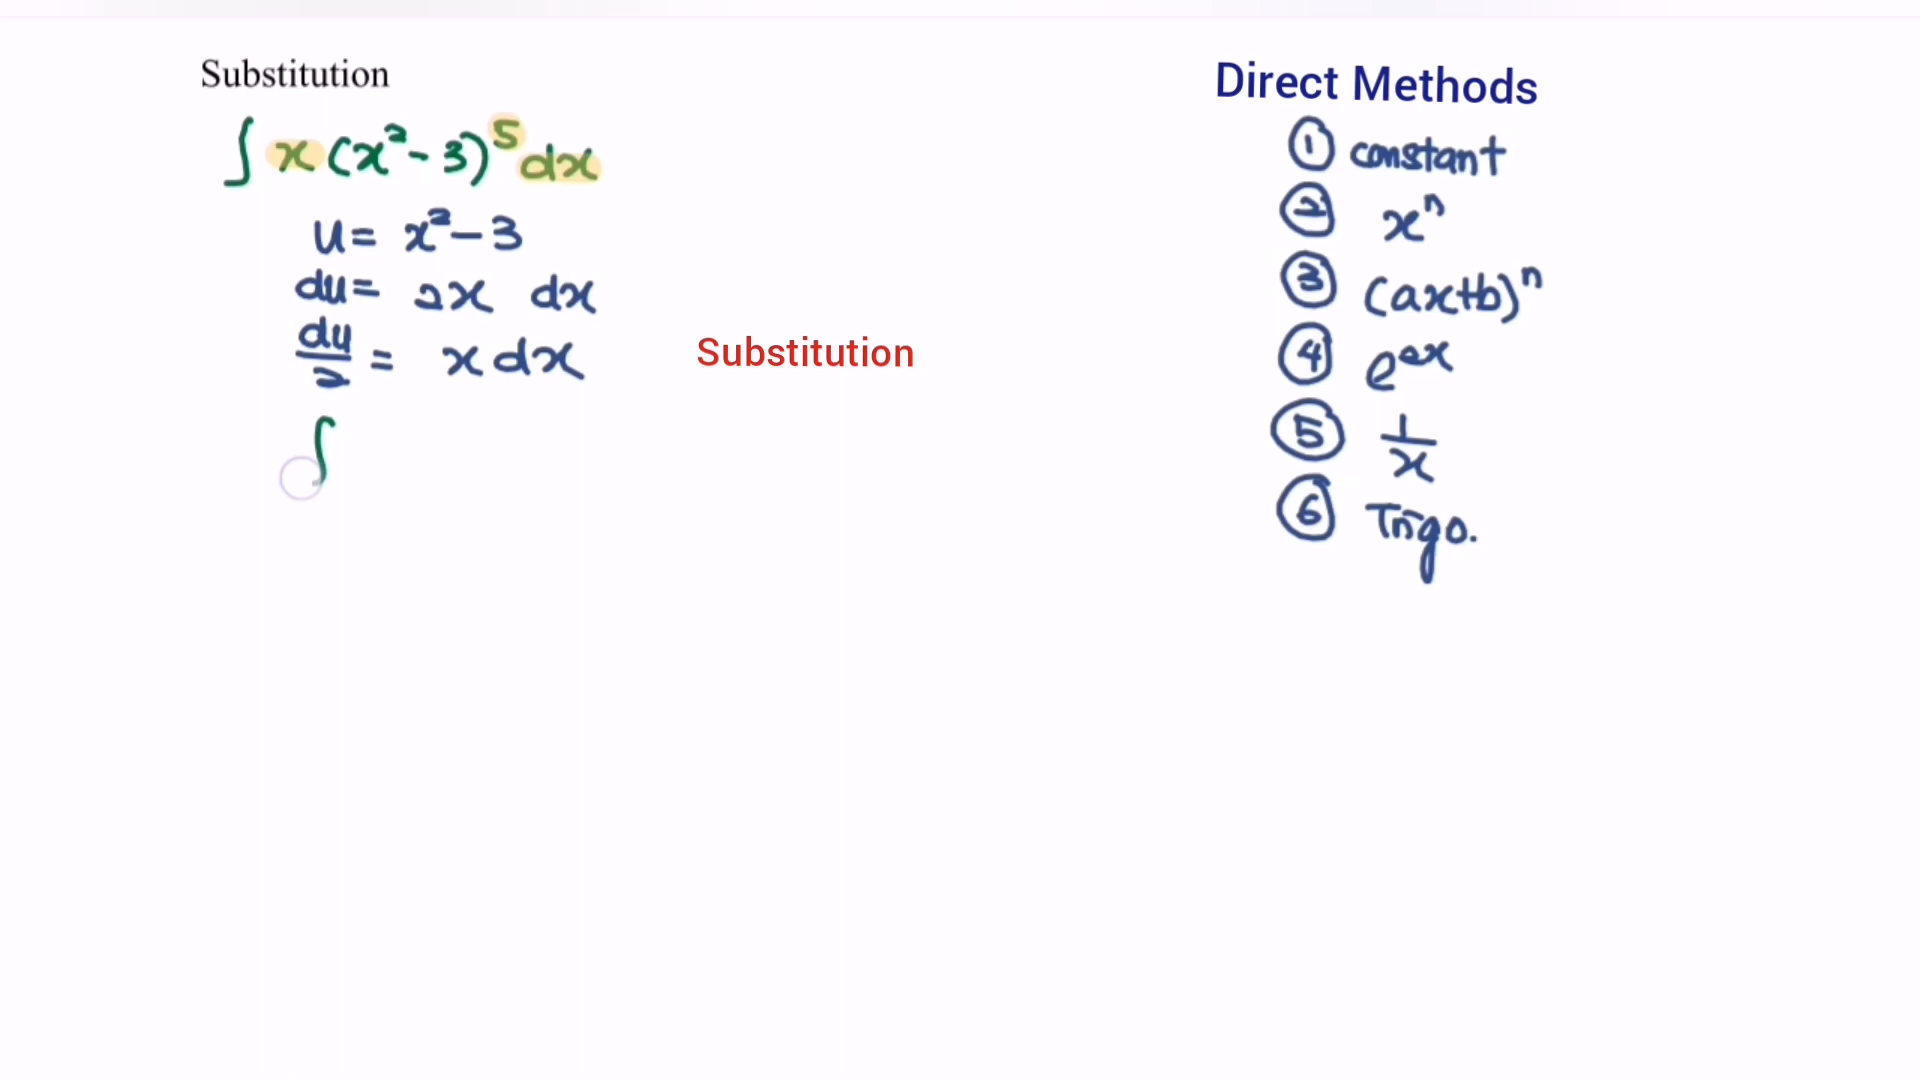 Substitution
∫ x (x² - 3)⁵ dx
u = x² - 3
du = 2x dx
du/2 = x dx
∫
Substitution
Direct Methods
① constant
② xⁿ
③ (ax+b)ⁿ
④ eᵃˣ
⑤ 1/x
⑥ Trigo.